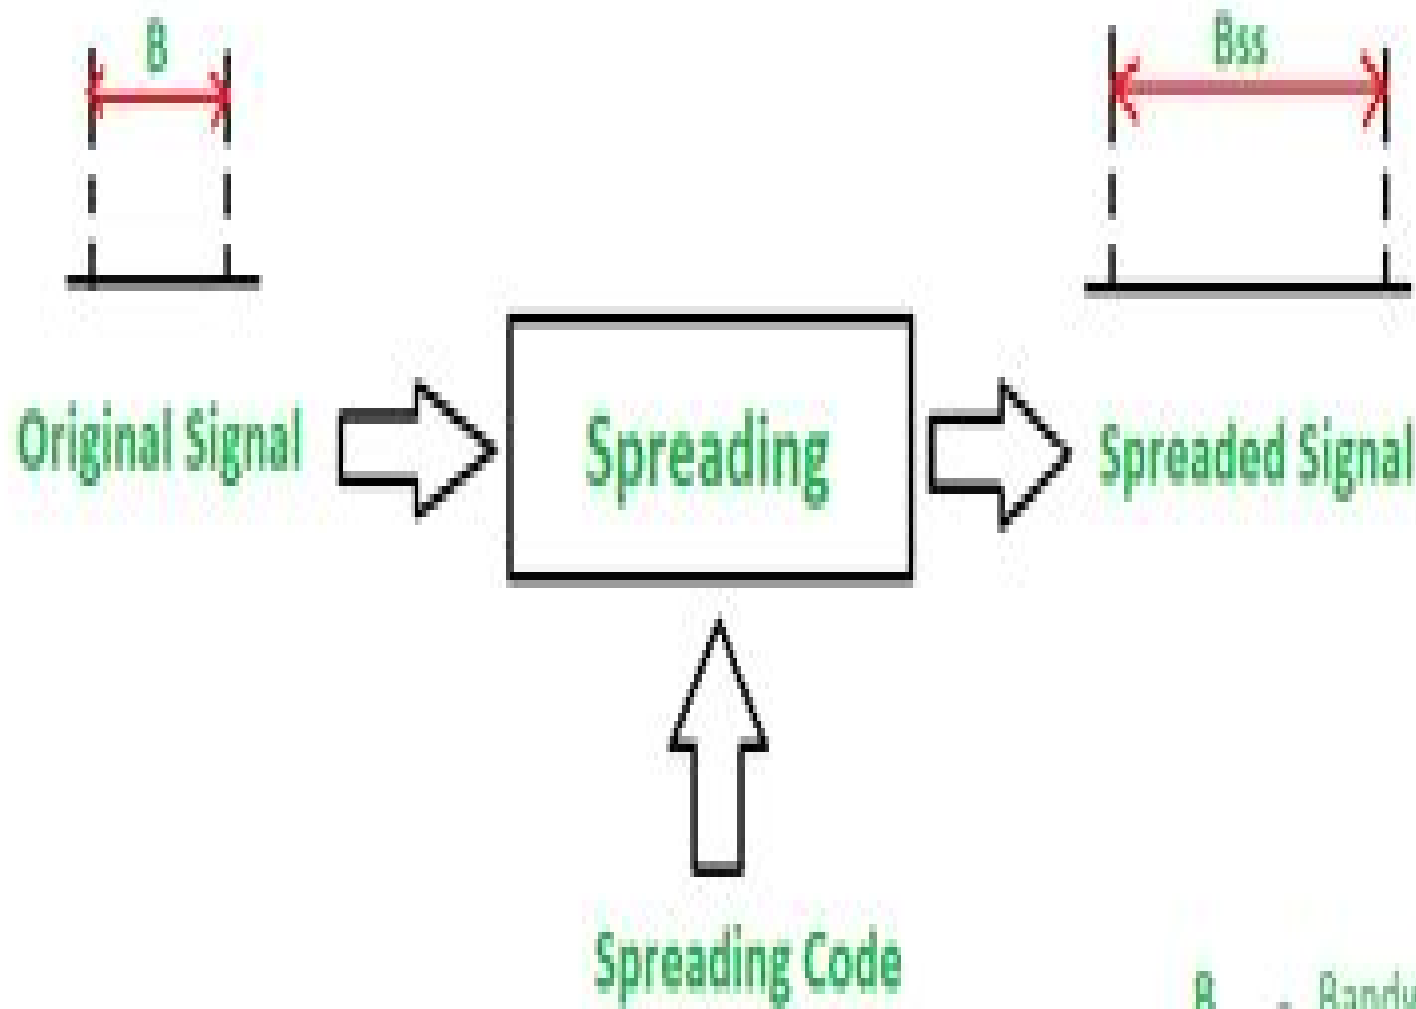 B
Bss
Original Signal
Spreading
Spreaded Signal
Spreading Code
B -